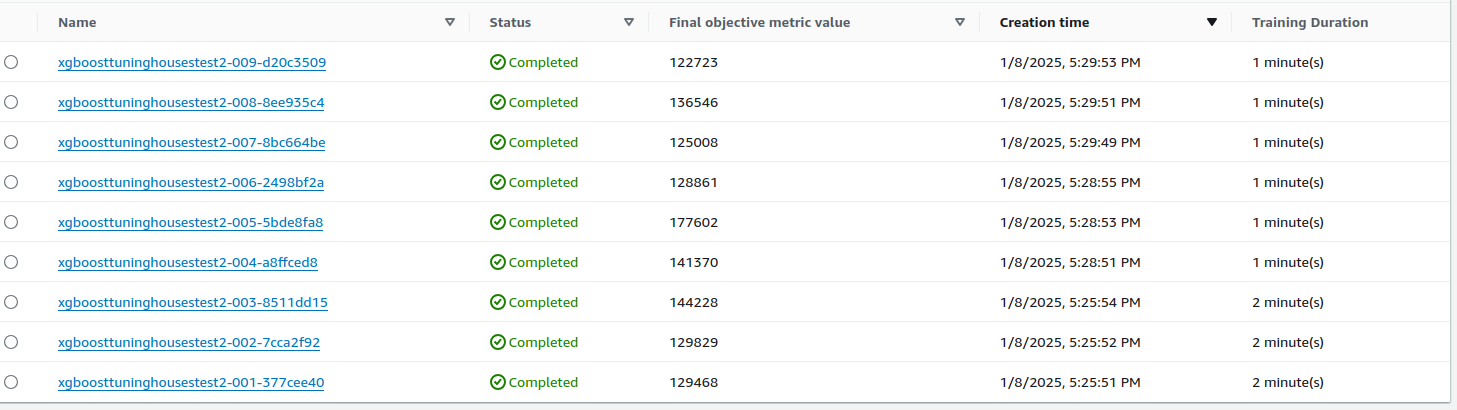 Name Status Final objective metric value Creation time Training Duration
xgboosttuninghousestest2-009-d20c3509 Completed 122723 1/8/2025, 5:29:53 PM 1 minute(s)
xgboosttuninghousestest2-008-8ee935c4 Completed 136546 1/8/2025, 5:29:51 PM 1 minute(s)
xgboosttuninghousestest2-007-8bc664be Completed 125008 1/8/2025, 5:29:49 PM 1 minute(s)
xgboosttuninghousestest2-006-2498bf2a Completed 128861 1/8/2025, 5:28:55 PM 1 minute(s)
xgboosttuninghousestest2-005-5bde8fa8 Completed 177602 1/8/2025, 5:28:53 PM 1 minute(s)
xgboosttuninghousestest2-004-a8ffced8 Completed 141370 1/8/2025, 5:28:51 PM 1 minute(s)
xgboosttuninghousestest2-003-8511dd15 Completed 144228 1/8/2025, 5:25:54 PM 2 minute(s)
xgboosttuninghousestest2-002-7cca2f92 Completed 129829 1/8/2025, 5:25:52 PM 2 minute(s)
xgboosttuninghousestest2-001-377cee40 Completed 129468 1/8/2025, 5:25:51 PM 2 minute(s)